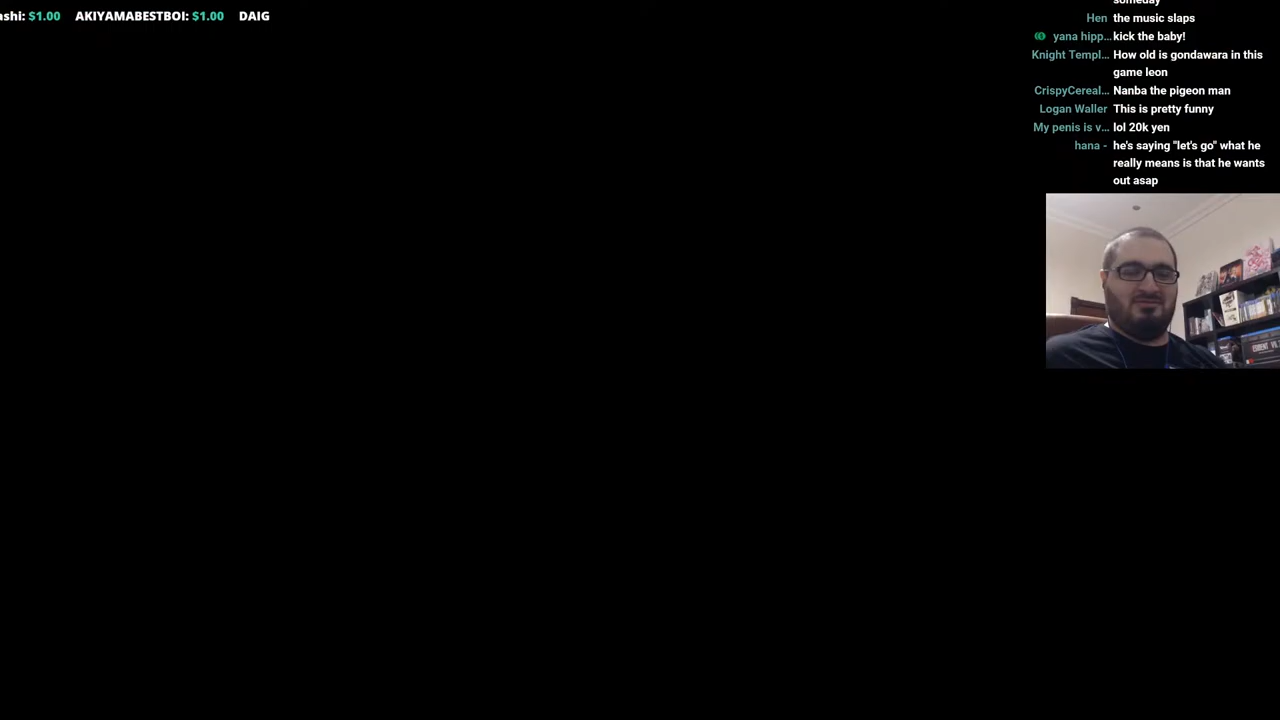 ashi: $1.00 AKIYAMABESTBOI: $1.00 DAIG
someday
Hen the music slaps
yana hipp... kick the baby!
Knight Templ... How old is gondawara in this
game leon
CrispyCereal... Nanba the pigeon man
Logan Waller This is pretty funny
My penis is v... lol 20k yen
hana - he's saying "let's go" what he
really means is that he wants
out asap